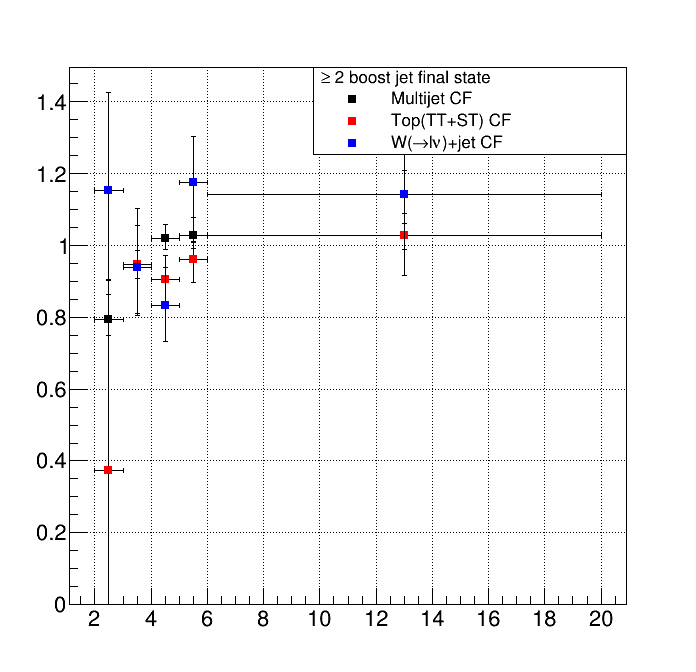 ≥ 2 boost jet final state
Multijet CF
Top(TT+ST) CF
W(→lν)+jet CF
1.4
1.2
1
0.8
0.6
0.4
0.2
0
2 4 6 8 10 12 14 16 18 20